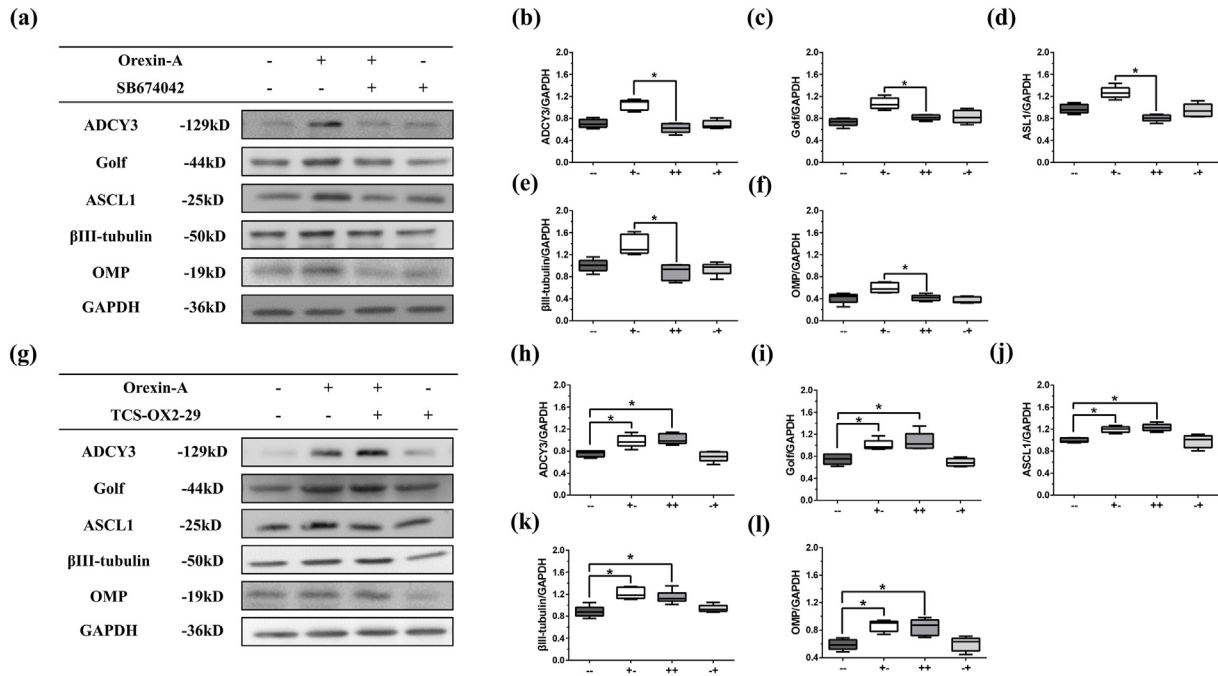 (a)
Orexin-A - + + -
SB674042 - - + +
ADCY3 -129kD
Golf -44kD
ASCL1 -25kD
βIII-tubulin -50kD
OMP -19kD
GAPDH -36kD
(b)
ADCY3/GAPDH
2.0
1.6
1.2
0.8
0.4
0.0
*
-- +- ++ -+
(c)
Golf/GAPDH
2.0
1.6
1.2
0.8
0.4
0.0
*
-- +- ++ -+
(d)
ASL1/GAPDH
2.0
1.6
1.2
0.8
0.4
0.0
*
-- +- ++ -+
(e)
βIII-tubulin/GAPDH
2.0
1.6
1.2
0.8
0.4
0.0
*
-- +- ++ -+
(f)
OMP/GAPDH
2.0
1.6
1.2
0.8
0.4
0.0
*
-- +- ++ -+
(g)
Orexin-A - + + -
TCS-OX2-29 - - + +
ADCY3 -129kD
Golf -44kD
ASCL1 -25kD
βIII-tubulin -50kD
OMP -19kD
GAPDH -36kD
(h)
ADCY3/GAPDH
2.0
1.6
1.2
0.8
0.4
0.0
*
*
-- +- ++ -+
(i)
Golf/GAPDH
2.0
1.6
1.2
0.8
0.4
0.0
*
*
-- +- ++ -+
(j)
ASCL1/GAPDH
2.0
1.6
1.2
0.8
0.4
0.0
*
*
-- +- ++ -+
(k)
βIII-tubulin/GAPDH
2.0
1.6
1.2
0.8
0.4
0.0
*
*
-- +- ++ -+
(l)
OMP/GAPDH
2.0
1.6
1.2
0.8
0.4
*
*
-- +- ++ -+